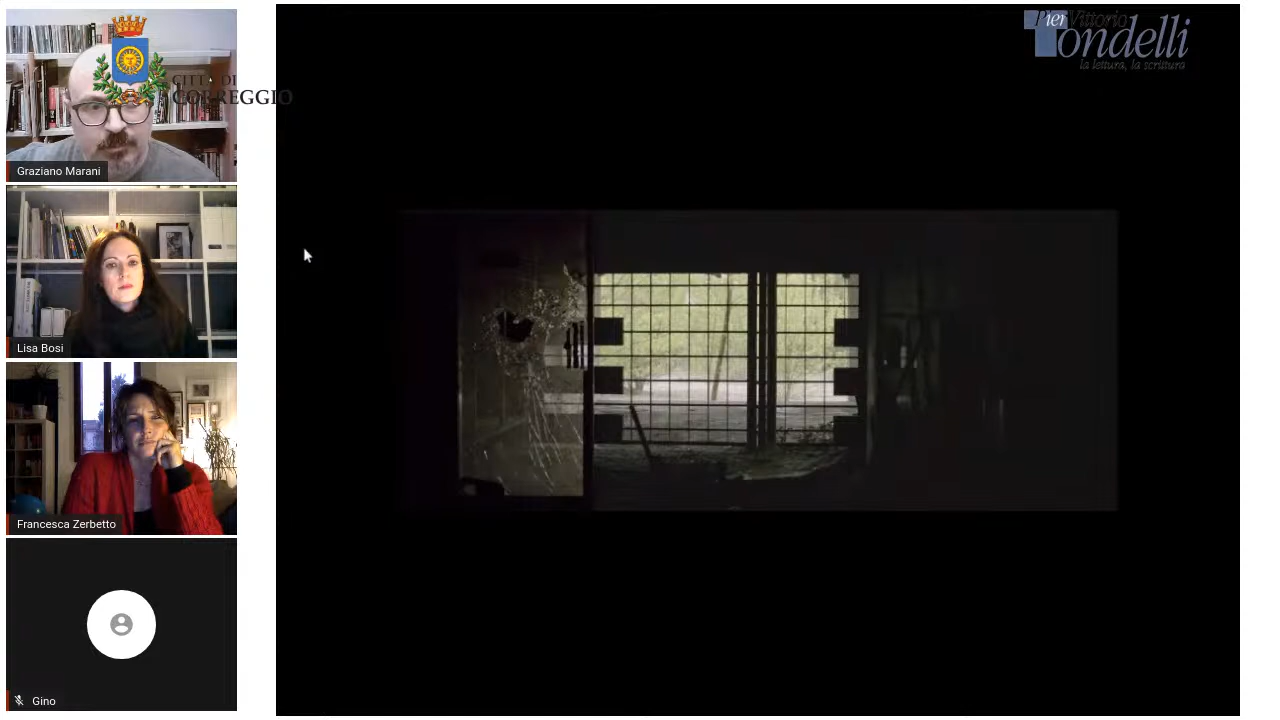 CITTÀ DI
CORREGGIO
Graziano Marani
Lisa Bosi
Francesca Zerbetto
Gino
Pier Vittorio
Tondelli
la lettura, la scrittura